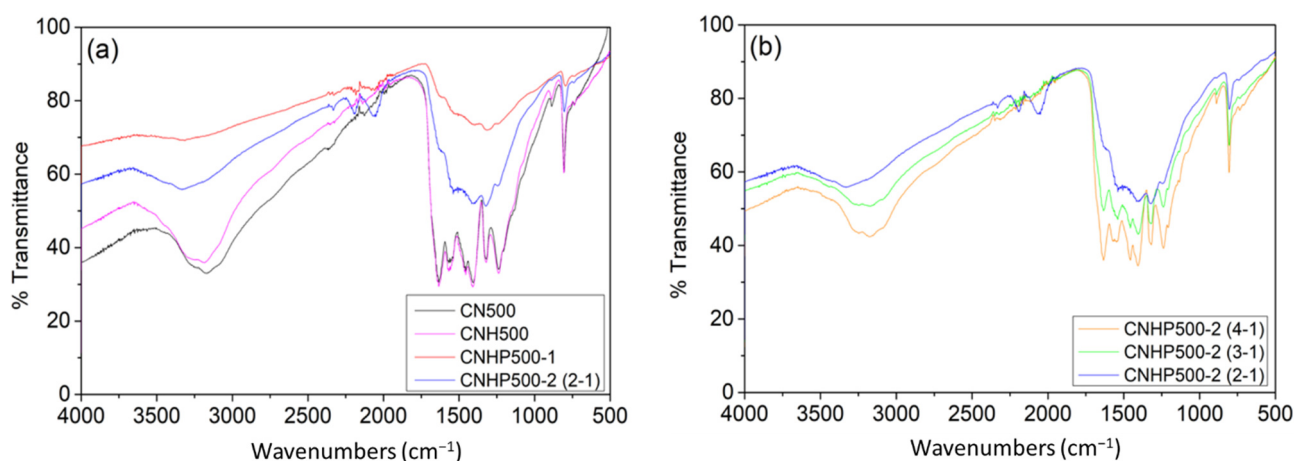 (a)
% Transmittance
100
80
60
40
20
0
4000 3500 3000 2500 2000 1500 1000 500
Wavenumbers (cm⁻¹)
CN500
CNH500
CNHP500-1
CNHP500-2 (2-1)
(b)
% Transmittance
100
80
60
40
20
0
4000 3500 3000 2500 2000 1500 1000 500
Wavenumbers (cm⁻¹)
CNHP500-2 (4-1)
CNHP500-2 (3-1)
CNHP500-2 (2-1)